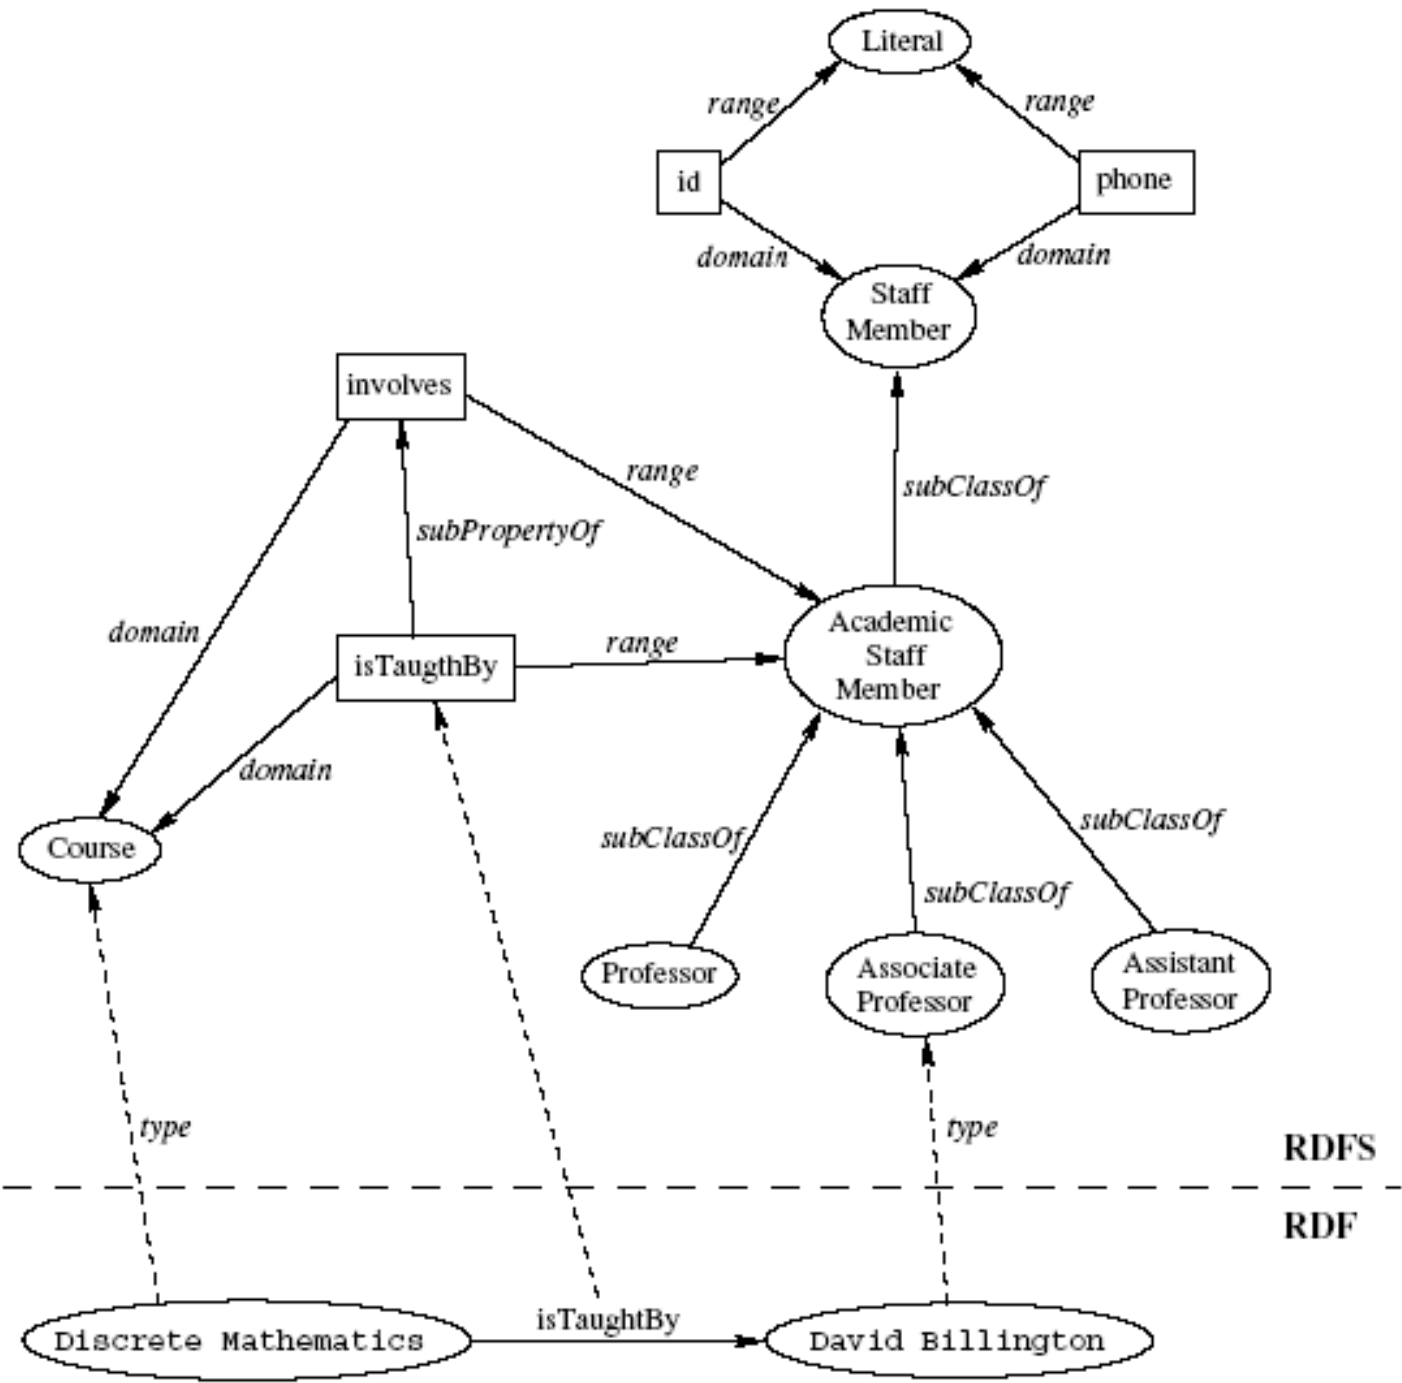 Literal
range
range
id
phone
domain
domain
Staff
Member
involves
range
subClassOf
subPropertyOf
domain
range
Academic
Staff
Member
isTaugthBy
domain
Course
subClassOf
subClassOf
subClassOf
Professor
Associate
Professor
Assistant
Professor
type
type
RDFS
RDF
isTaughtBy
Discrete Mathematics
David Billington